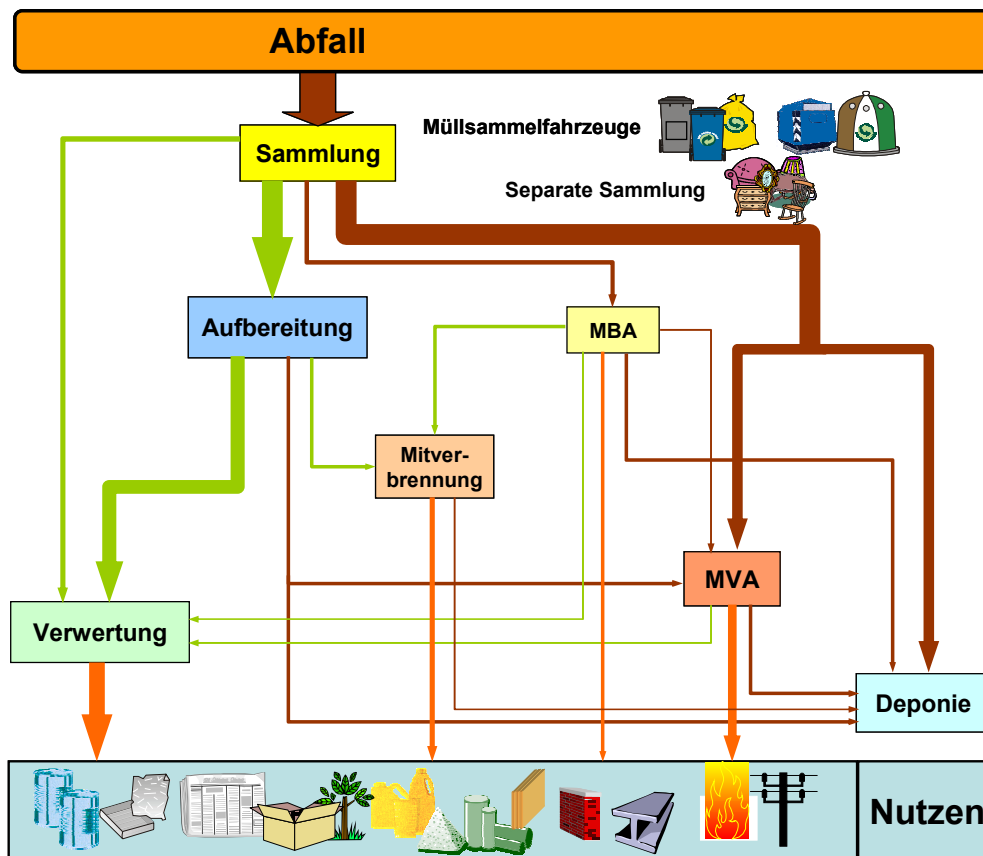 Abfall
Müllsammelfahrzeuge
Sammlung
Separate Sammlung
Aufbereitung
MBA
Mitver-
brennung
MVA
Verwertung
Deponie
Nutzen